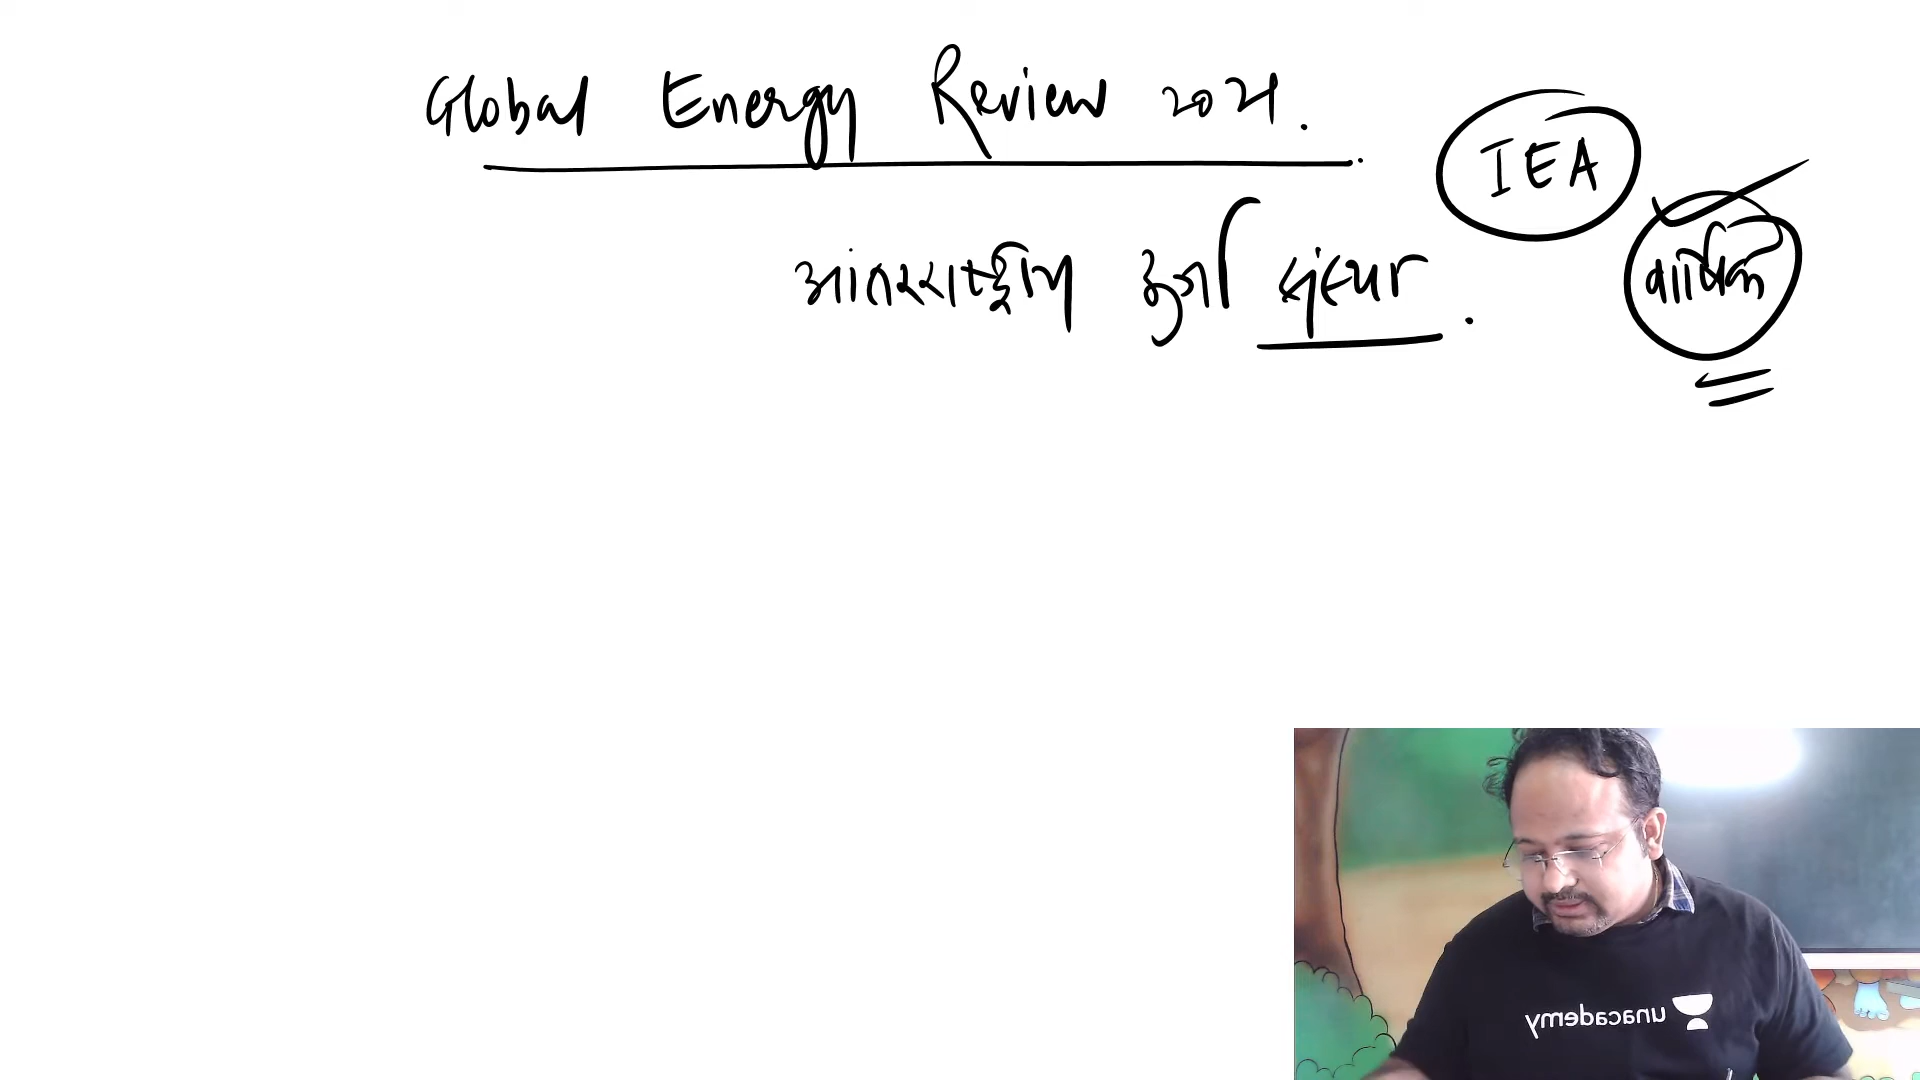 Global Energy Review 2021.
IEA
आंतरराष्ट्रीय ऊर्जा संस्था.
वार्षिक
unacademy